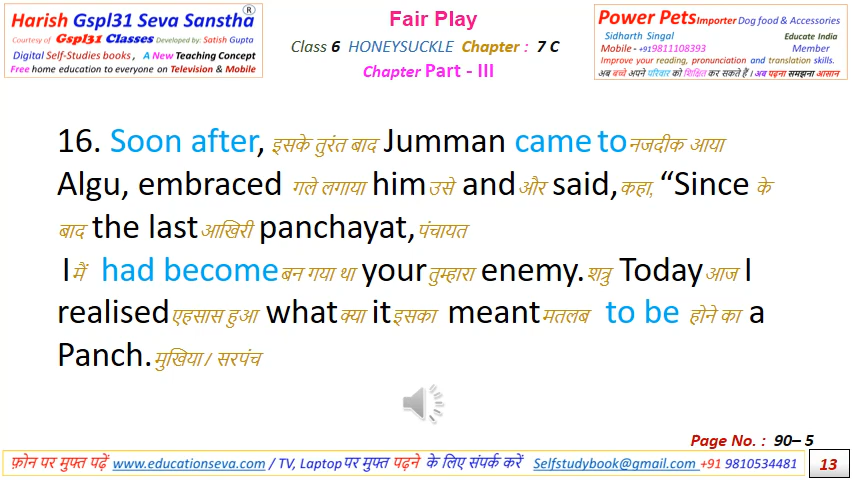 Harish Gspl31 Seva Sanstha ®
Courtesy of Gspl31 Classes Developed by: Satish Gupta
Digital Self-Studies books , A New Teaching Concept
Free home education to everyone on Television & Mobile
Fair Play
Class 6 HONEYSUCKLE Chapter : 7 C
Chapter Part - III
Power Pets Importer Dog food & Accessories
Sidharth Singal Educate India
Mobile - +91 9811108393 Member
Improve your reading, pronunciation and translation skills.
अब बच्चे अपने परिवार को शिक्षित कर सकते हैं । अब पढ़ना समझना आसान
16. Soon after, इसके तुरंत बाद Jumman came to नजदीक आया
Algu, embraced गले लगाया him उसे and और said, कहा, “Since के
बाद the last आखिरी panchayat, पंचायत
I मैं had become बन गया था your तुम्हारा enemy. शत्रु Today आज I
realised एहसास हुआ what क्या it इसका meant मतलब to be होने का a
Panch. मुखिया / सरपंच
Page No. : 90– 5
फ़ोन पर मुफ्त पढ़ें www.educationseva.com / TV, Laptop पर मुफ्त पढ़ने के लिए संपर्क करें Selfstudybook@gmail.com +91 9810534481
13